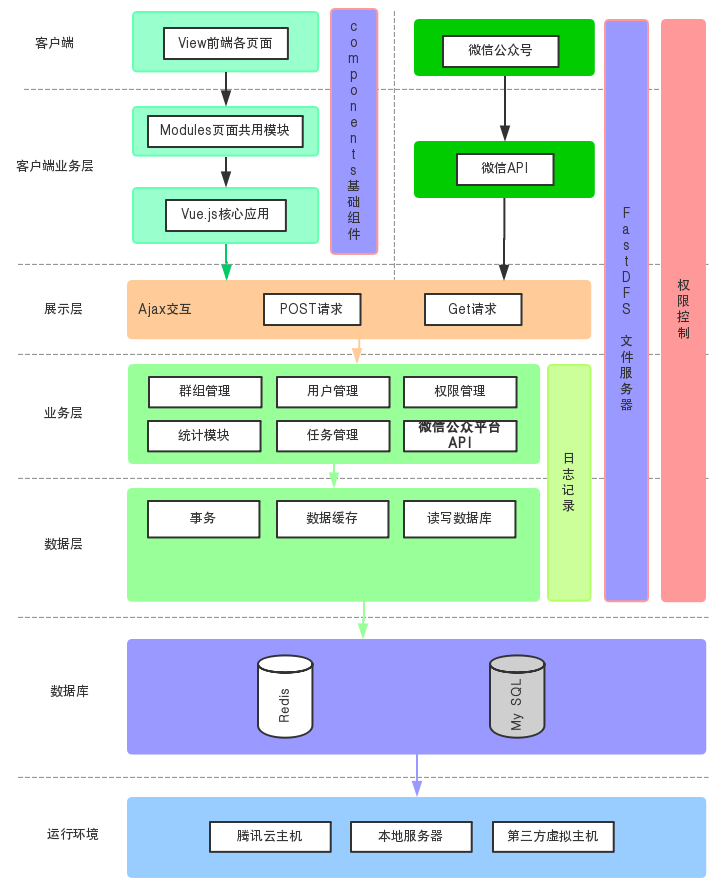 客户端
View前端各页面
components基础组件
微信公众号
FastDFS 文件服务器
权限控制
客户端业务层
Modules页面共用模块
Vue.js核心应用
微信API
展示层
Ajax交互
POST请求
Get请求
业务层
群组管理
用户管理
权限管理
统计模块
任务管理
微信公众平台
API
日志记录
数据层
事务
数据缓存
读写数据库
数据库
Redis
My SQL
运行环境
腾讯云主机
本地服务器
第三方虚拟主机